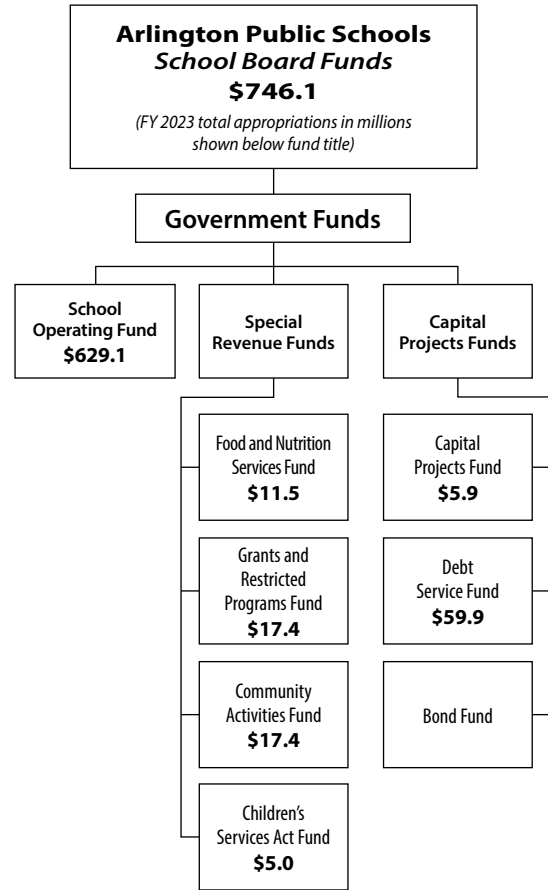 Arlington Public Schools
School Board Funds
$746.1
(FY 2023 total appropriations in millions
shown below fund title)
Government Funds
School
Operating Fund
$629.1
Special
Revenue Funds
Capital
Projects Funds
Food and Nutrition
Services Fund
$11.5
Grants and
Restricted
Programs Fund
$17.4
Community
Activities Fund
$17.4
Children’s
Services Act Fund
$5.0
Capital
Projects Fund
$5.9
Debt
Service Fund
$59.9
Bond Fund